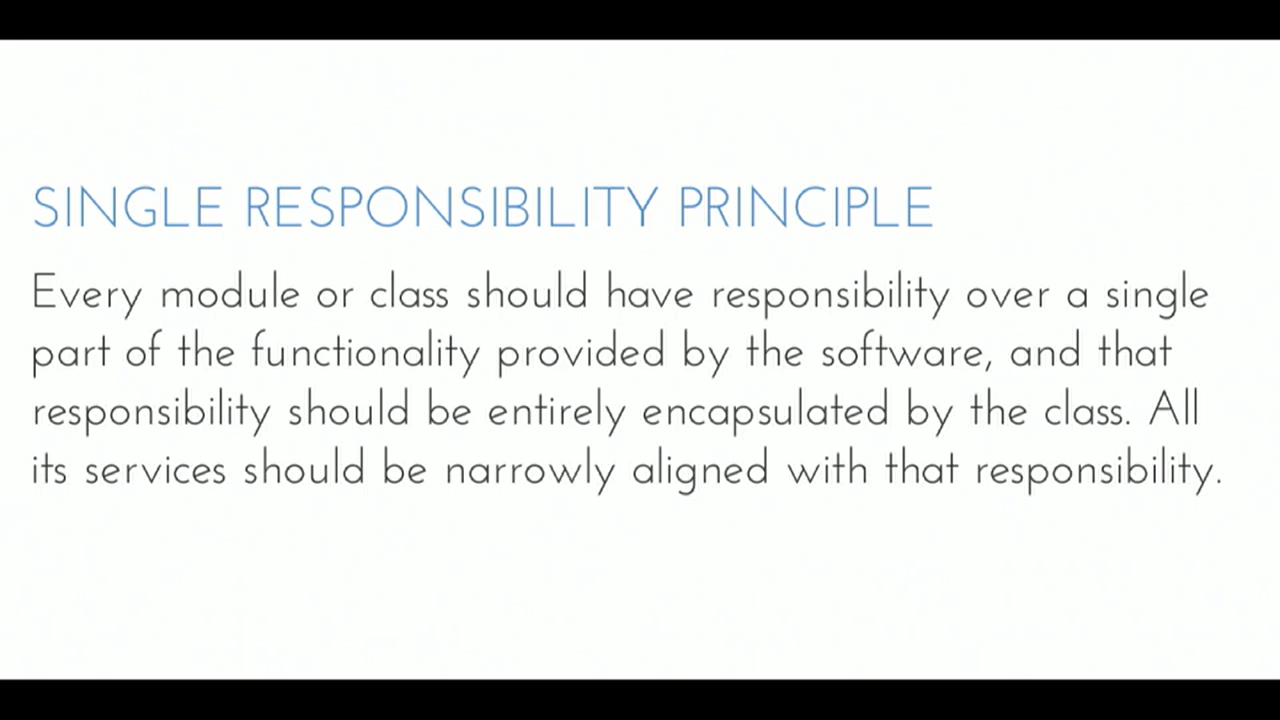 SINGLE RESPONSIBILITY PRINCIPLE
Every module or class should have responsibility over a single
part of the functionality provided by the software, and that
responsibility should be entirely encapsulated by the class. All
its services should be narrowly aligned with that responsibility.